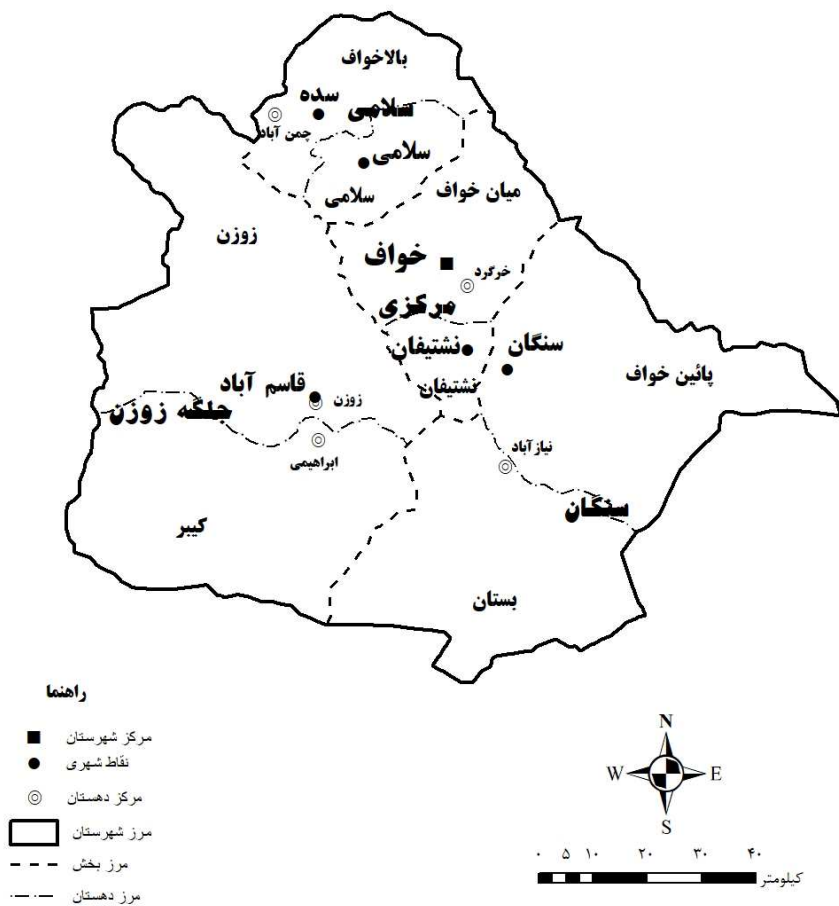 بالاخواف
سده
سلامی
چمن آباد
سلامی
سلامی
میان خواف
زوزن
خواف
خرگرد
مرکزی
نشتیفان
سنگان
پائین خواف
نشتیفان
قاسم آباد
زوزن
جلگه زوزن
ابراهیمی
نیازآباد
سنگان
کیبر
بستان
راهنما
مرکز شهرستان
نقاط شهری
مرکز دهستان
مرز شهرستان
مرز بخش
مرز دهستان
N
W E
S
۰ ۵ ۱۰ ۲۰ ۳۰ ۴۰
کیلومتر